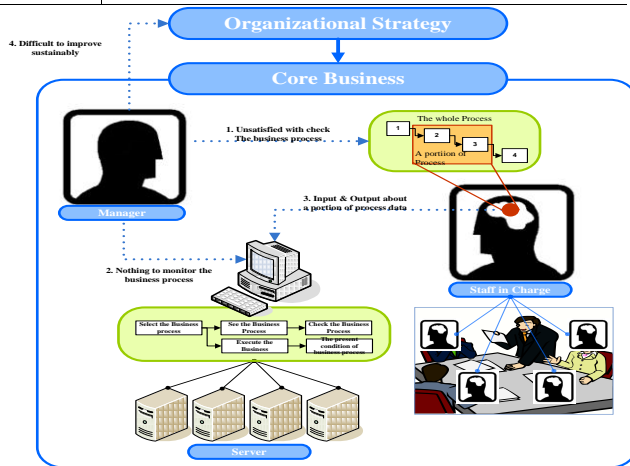 Organizational Strategy
4. Difficult to improve
sustainably
Core Business
The whole Process
1
2
3
4
A portiion of
Process
1. Unsatisfied with check
The business process
Manager
3. Input & Output about
a portion of process data
2. Nothing to monitor the
business process
Staff in Charge
Select the Business
process
See the Business
Process
Check the Business
Process
Execute the
Business
The present
condition of
business process
Server